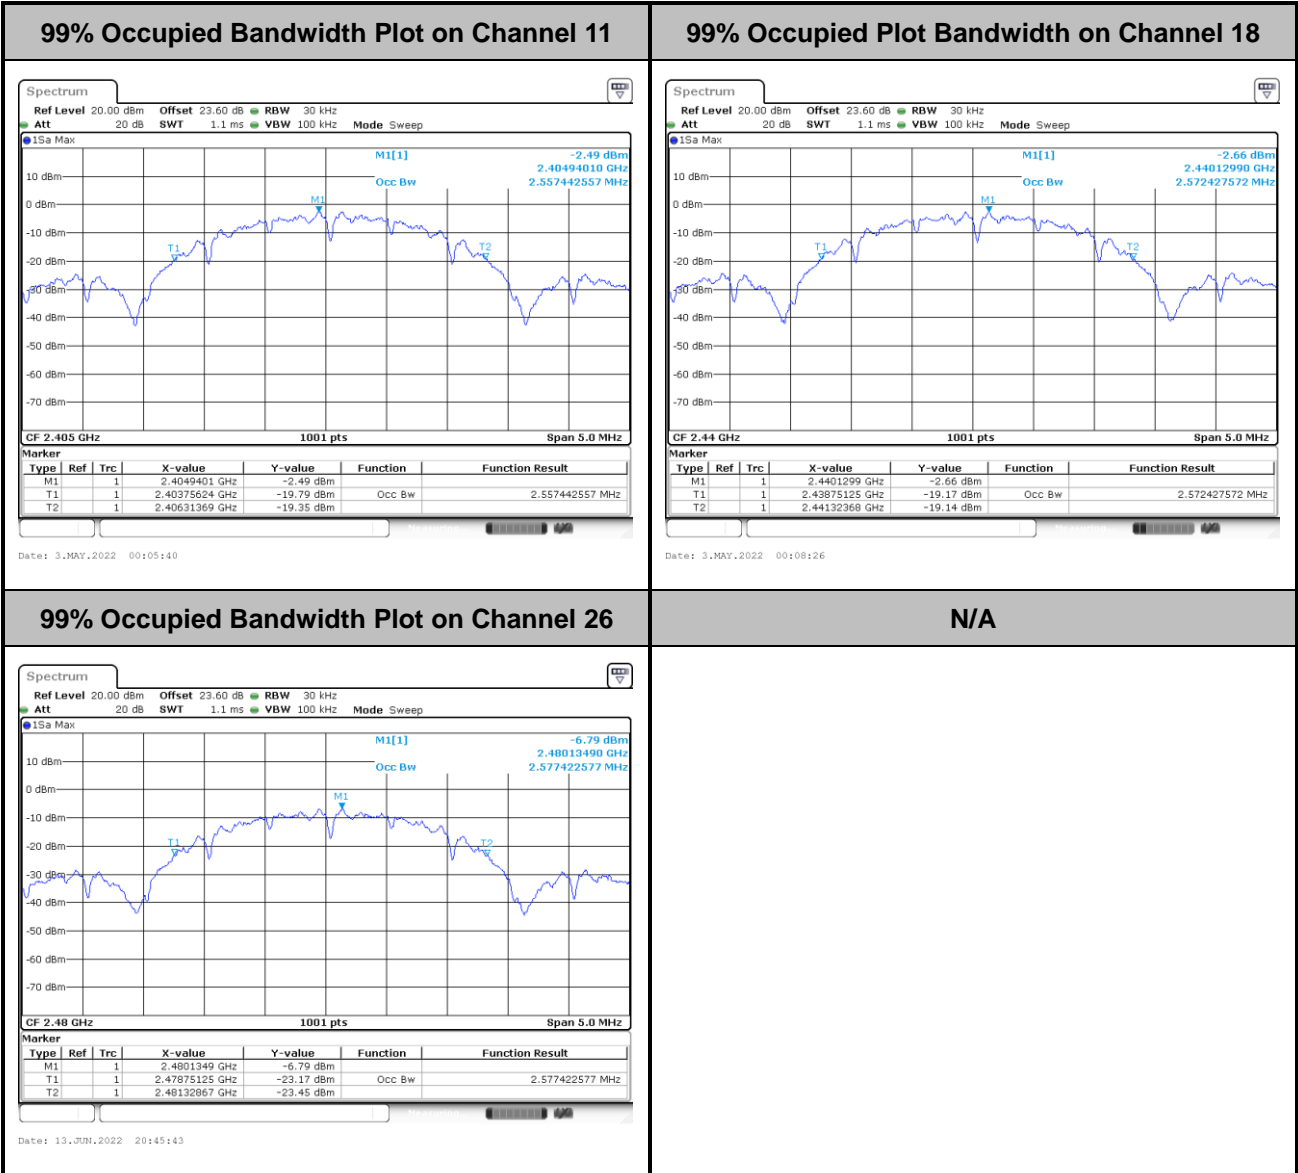 99% Occupied Bandwidth Plot on Channel 11
99% Occupied Plot Bandwidth on Channel 18
Spectrum
Ref Level 20.00 dBm Offset 23.60 dB RBW 30 kHz
Att 20 dB SWT 1.1 ms VBW 100 kHz Mode Sweep
1Sa Max
M1[1] -2.49 dBm
2.40494010 GHz
Occ Bw 2.557442557 MHz
10 dBm
0 dBm
M1
-10 dBm
T1
T2
-20 dBm
-30 dBm
-40 dBm
-50 dBm
-60 dBm
-70 dBm
CF 2.405 GHz 1001 pts Span 5.0 MHz
Marker
Type Ref Trc X-value Y-value Function Function Result
M1 1 2.4049401 GHz -2.49 dBm
T1 1 2.40375624 GHz -19.79 dBm Occ Bw 2.557442557 MHz
T2 1 2.40631369 GHz -19.35 dBm
Date: 3.MAY.2022 00:05:40
Spectrum
Ref Level 20.00 dBm Offset 23.60 dB RBW 30 kHz
Att 20 dB SWT 1.1 ms VBW 100 kHz Mode Sweep
1Sa Max
M1[1] -2.66 dBm
2.44012990 GHz
Occ Bw 2.572427572 MHz
10 dBm
0 dBm
M1
-10 dBm
T1
T2
-20 dBm
-30 dBm
-40 dBm
-50 dBm
-60 dBm
-70 dBm
CF 2.44 GHz 1001 pts Span 5.0 MHz
Marker
Type Ref Trc X-value Y-value Function Function Result
M1 1 2.4401299 GHz -2.66 dBm
T1 1 2.43875125 GHz -19.17 dBm Occ Bw 2.572427572 MHz
T2 1 2.44132368 GHz -19.14 dBm
Date: 3.MAY.2022 00:08:26
99% Occupied Bandwidth Plot on Channel 26
N/A
Spectrum
Ref Level 20.00 dBm Offset 23.60 dB RBW 30 kHz
Att 20 dB SWT 1.1 ms VBW 100 kHz Mode Sweep
1Sa Max
M1[1] -6.79 dBm
2.48013490 GHz
Occ Bw 2.577422577 MHz
10 dBm
0 dBm
M1
-10 dBm
T1
T2
-20 dBm
-30 dBm
-40 dBm
-50 dBm
-60 dBm
-70 dBm
CF 2.48 GHz 1001 pts Span 5.0 MHz
Marker
Type Ref Trc X-value Y-value Function Function Result
M1 1 2.4801349 GHz -6.79 dBm
T1 1 2.47875125 GHz -23.17 dBm Occ Bw 2.577422577 MHz
T2 1 2.48132867 GHz -23.45 dBm
Date: 13.JUN.2022 20:45:43